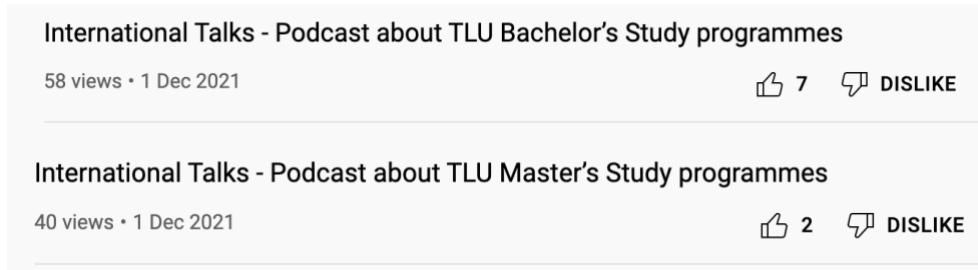 International Talks - Podcast about TLU Bachelor’s Study programmes
58 views • 1 Dec 2021 7 DISLIKE
International Talks - Podcast about TLU Master’s Study programmes
40 views • 1 Dec 2021 2 DISLIKE